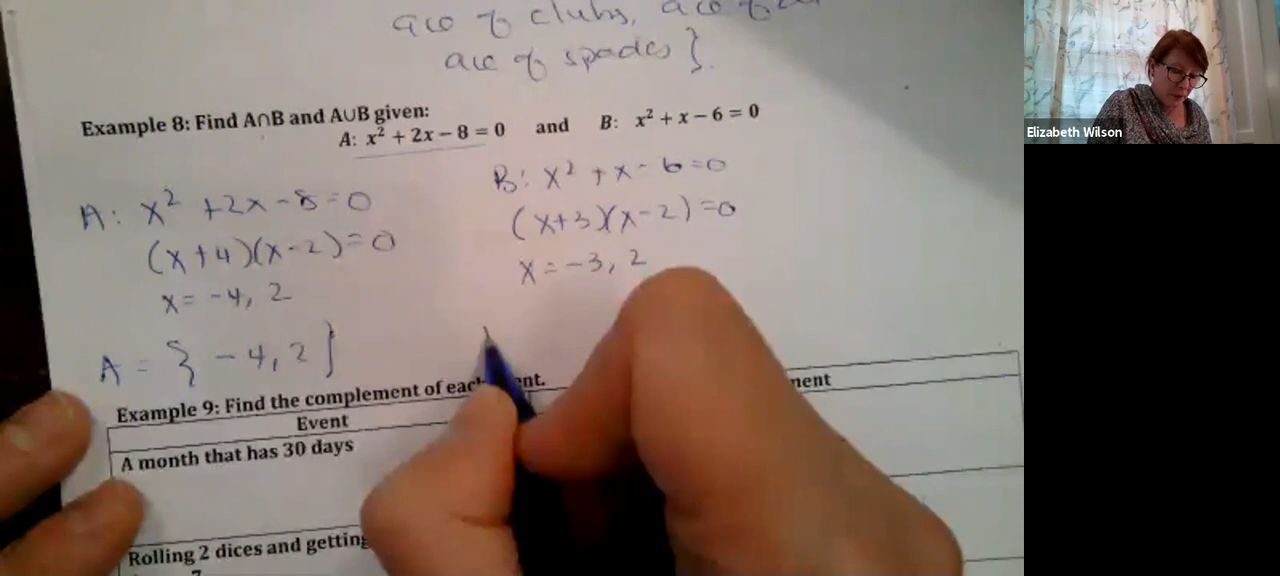 ace of clubs, ace of
ace of spades }.
Example 8: Find A∩B and A∪B given:
A: x² + 2x − 8 = 0 and B: x² + x − 6 = 0
A: x² + 2x − 8 = 0
(x + 4)(x − 2) = 0
x = −4, 2
A = { −4, 2 }
B: x² + x − 6 = 0
(x + 3)(x − 2) = 0
x = −3, 2
Example 9: Find the complement of each event.
Event
A month that has 30 days
Rolling 2 dices and getting
Elizabeth Wilson